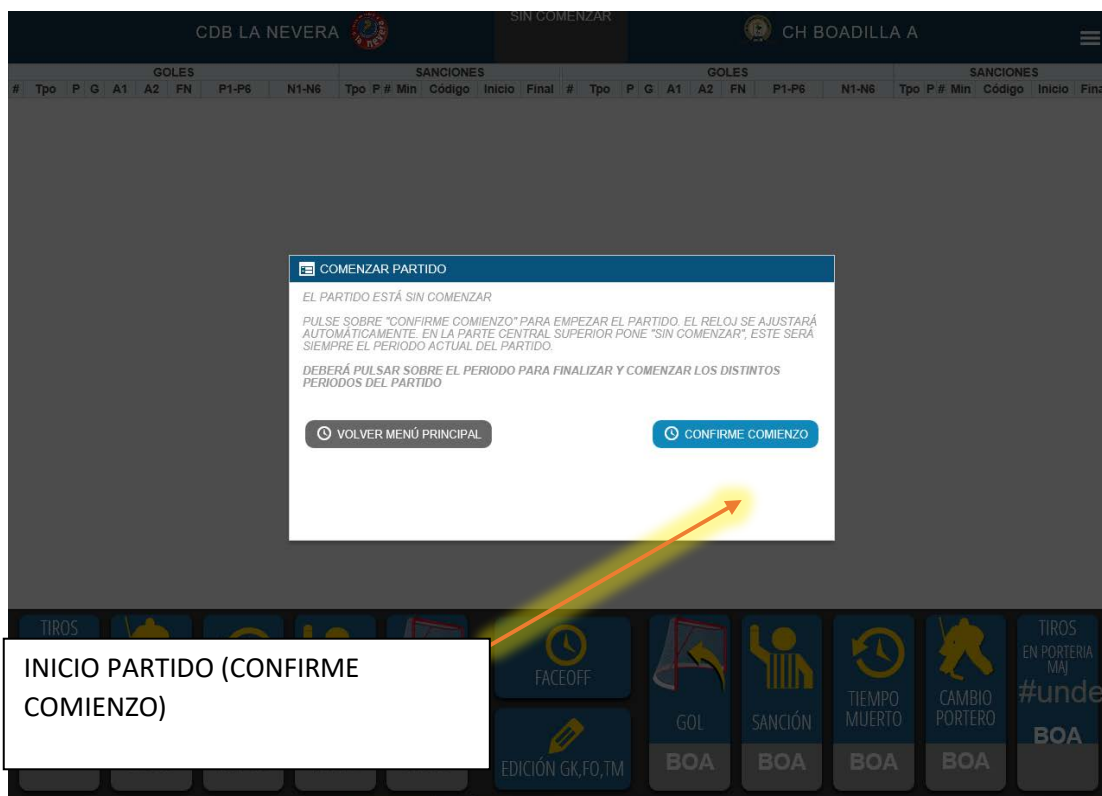 CDB LA NEVERA
la nevera
SIN COMENZAR
CH BOADILLA A
GOLES SANCIONES GOLES SANCIONES
# Tpo P G A1 A2 FN P1-P6 N1-N6 Tpo P # Min Código Inicio Final # Tpo P G A1 A2 FN P1-P6 N1-N6 Tpo P # Min Código Inicio Fina
COMENZAR PARTIDO
EL PARTIDO ESTÁ SIN COMENZAR
PULSE SOBRE "CONFIRME COMIENZO" PARA EMPEZAR EL PARTIDO. EL RELOJ SE AJUSTARÁ
AUTOMÁTICAMENTE. EN LA PARTE CENTRAL SUPERIOR PONE "SIN COMENZAR", ESTE SERÁ
SIEMPRE EL PERIODO ACTUAL DEL PARTIDO.
DEBERÁ PULSAR SOBRE EL PERIODO PARA FINALIZAR Y COMENZAR LOS DISTINTOS
PERIODOS DEL PARTIDO
VOLVER MENÚ PRINCIPAL
CONFIRME COMIENZO
TIROS
INICIO PARTIDO (CONFIRME
COMIENZO)
FACEOFF
EDICIÓN GK,FO,TM
GOL
BOA
SANCIÓN
BOA
TIEMPO
MUERTO
BOA
CAMBIO
PORTERO
BOA
TIROS
EN PORTERIA
MAJ
#unde
BOA